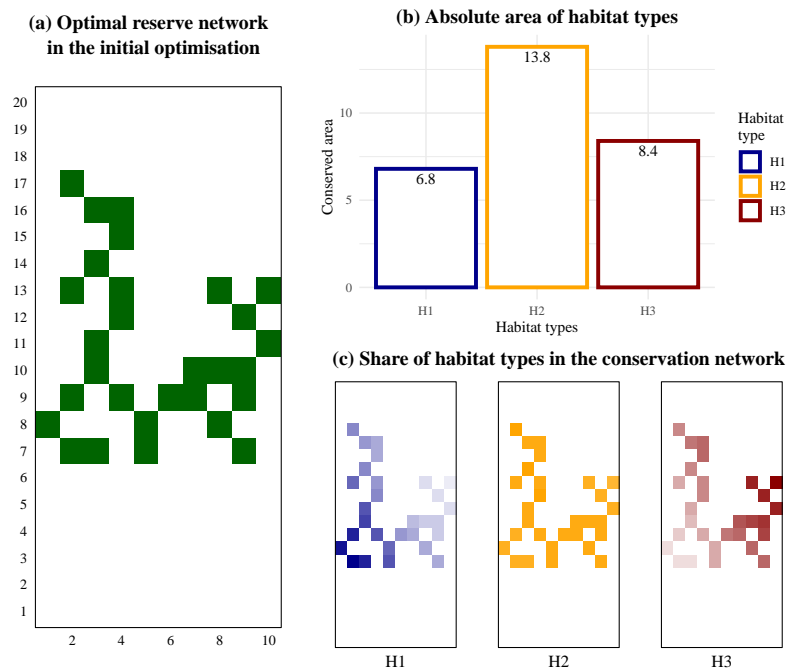 (a) Optimal reserve network
in the initial optimisation
20
19
18
17
16
15
14
13
12
11
10
9
8
7
6
5
4
3
2
1
2 4 6 8 10
(b) Absolute area of habitat types
Conserved area
10
5
0
6.8
13.8
8.4
H1 H2 H3
Habitat types
Habitat
type
H1
H2
H3
(c) Share of habitat types in the conservation network
H1 H2 H3